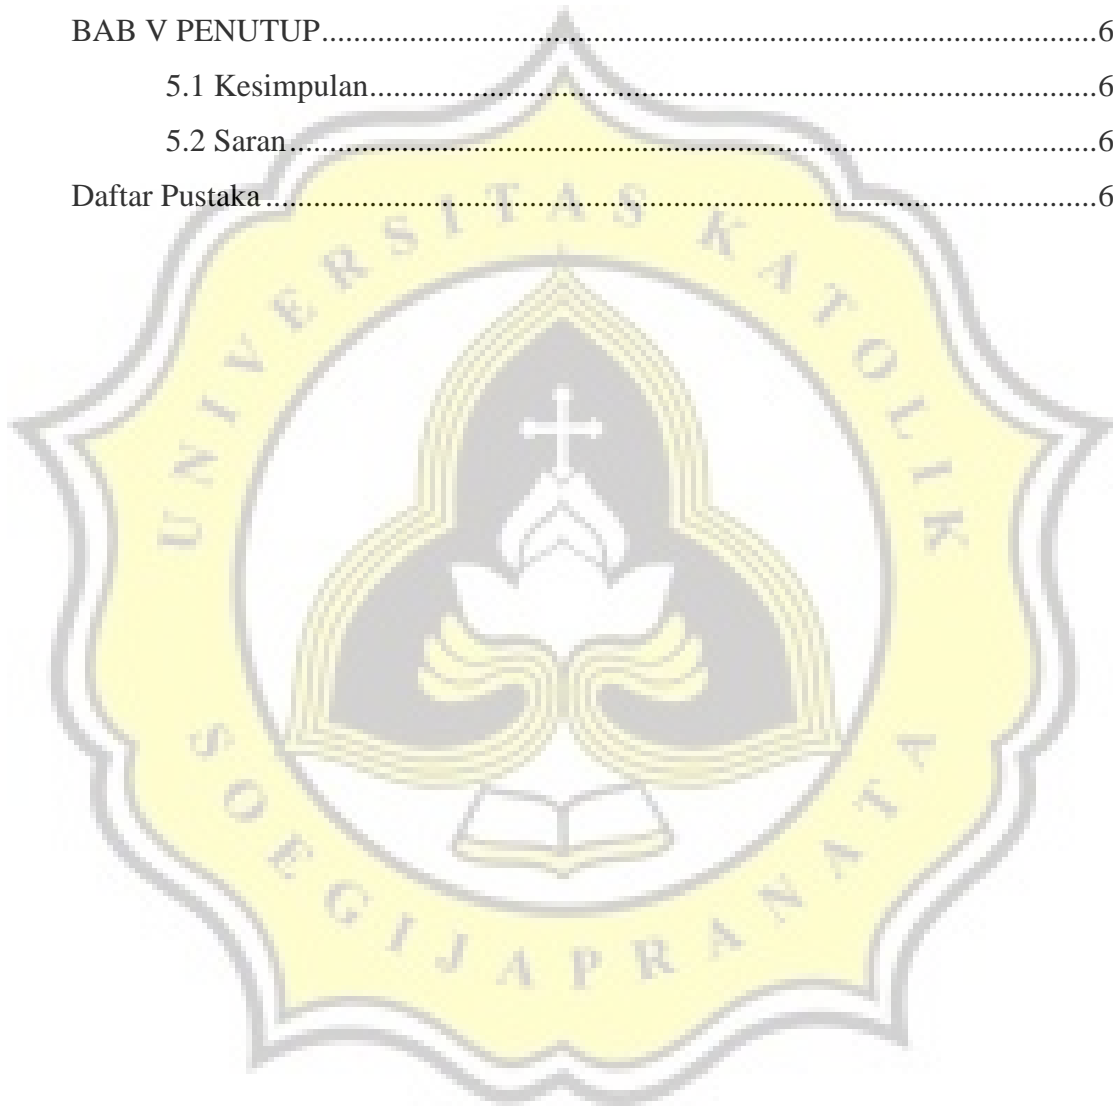 BAB V PENUTUP.................................................................................................6
5.1 Kesimpulan...........................................................................................6
5.2 Saran.....................................................................................................6
Daftar Pustaka........................................................................................................6
UNIVERSITAS KATOLIK
SOEGIJAPRANATA